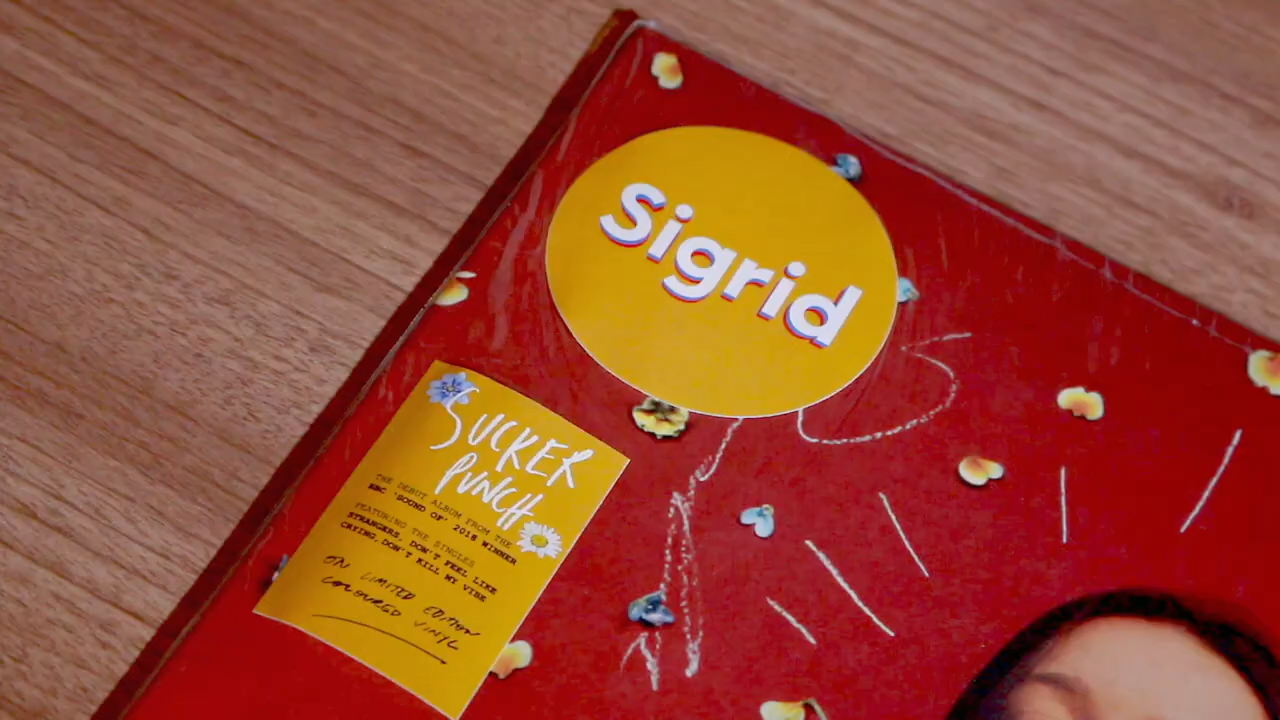 Sigrid
SUCKER
PUNCH
THE DEBUT ALBUM FROM THE
BBC 'SOUND OF' 2018 WINNER
FEATURING THE SINGLES
STRANGERS, DON'T FEEL LIKE
CRYING, DON'T KILL MY VIBE
ON LIMITED EDITION
COLOURED VINYL